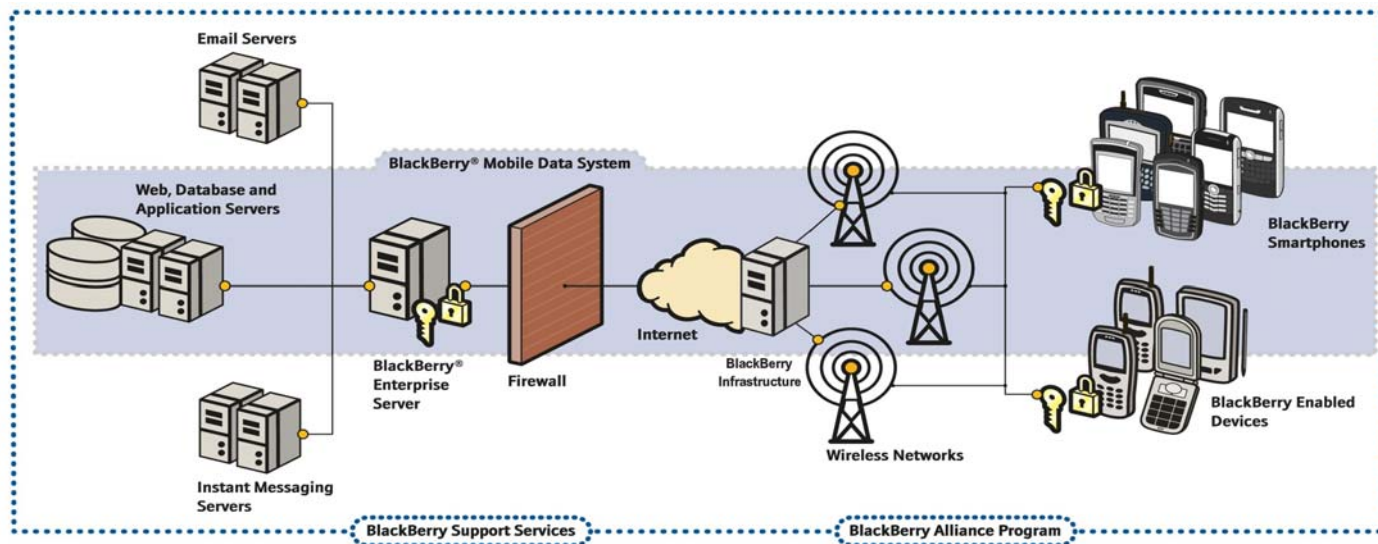 Email Servers
BlackBerry® Mobile Data System
Web, Database and
Application Servers
BlackBerry
Smartphones
Internet
BlackBerry®
Enterprise
Server
Firewall
BlackBerry
Infrastructure
BlackBerry Enabled
Devices
Wireless Networks
Instant Messaging
Servers
BlackBerry Support Services
BlackBerry Alliance Program